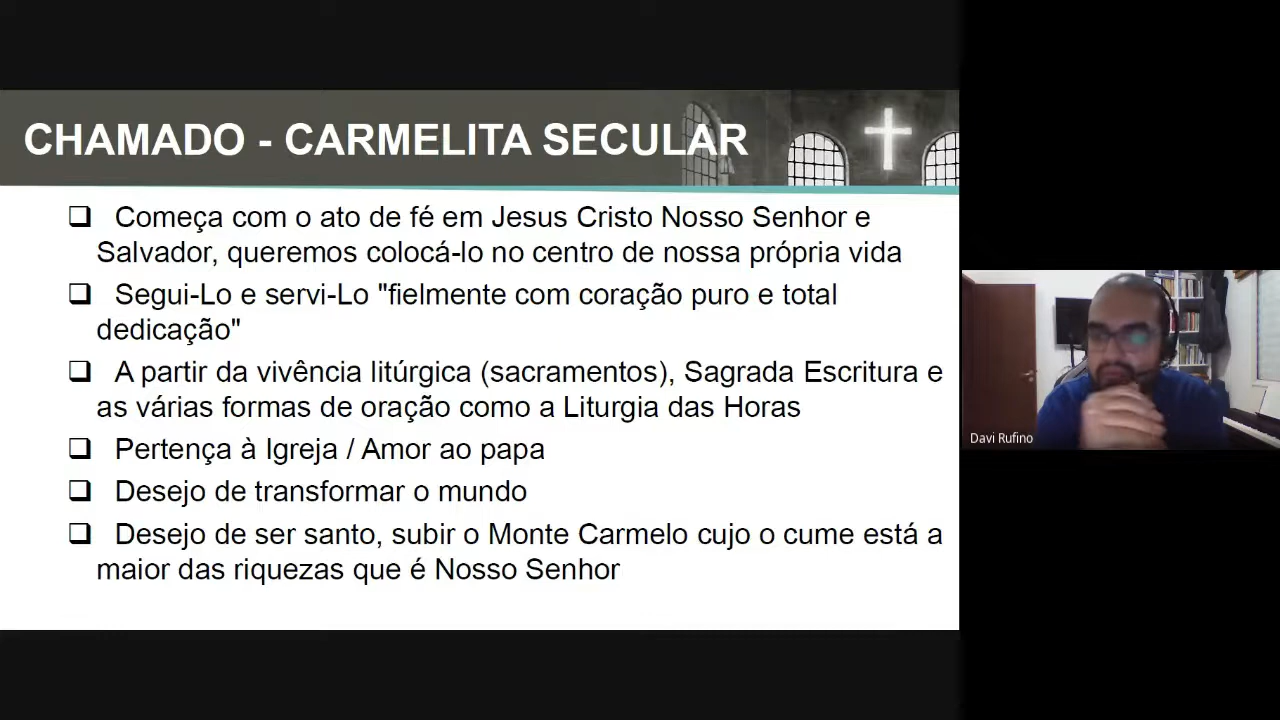 CHAMADO - CARMELITA SECULAR
Começa com o ato de fé em Jesus Cristo Nosso Senhor e
Salvador, queremos colocá-lo no centro de nossa própria vida
Segui-Lo e servi-Lo "fielmente com coração puro e total
dedicação"
A partir da vivência litúrgica (sacramentos), Sagrada Escritura e
as várias formas de oração como a Liturgia das Horas
Pertença à Igreja / Amor ao papa
Desejo de transformar o mundo
Desejo de ser santo, subir o Monte Carmelo cujo o cume está a
maior das riquezas que é Nosso Senhor
Davi Rufino